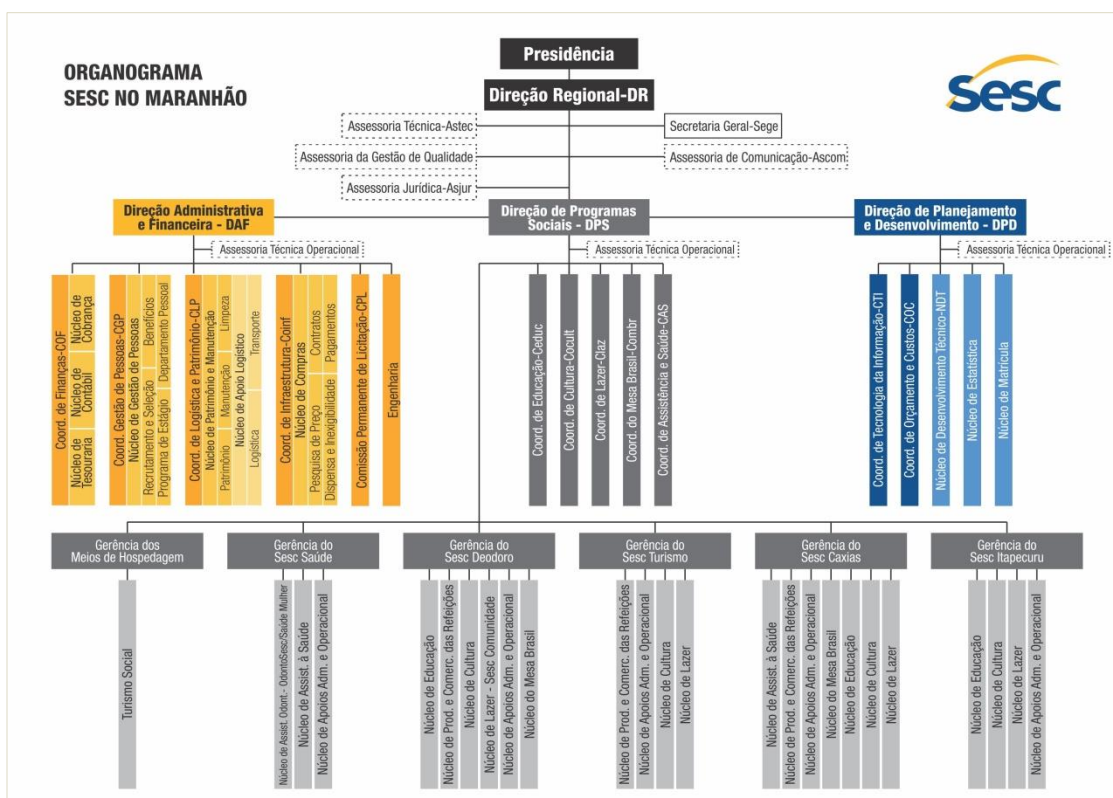 ORGANOGRAMA
SESC NO MARANHÃO
Presidência
Direção Regional-DR
Sesc
Assessoria Técnica-Astec
Secretaria Geral-Sege
Assessoria da Gestão de Qualidade
Assessoria de Comunicação-Ascom
Assessoria Jurídica-Asjur
Direção Administrativa
e Financeira - DAF
Direção de Programas
Sociais - DPS
Direção de Planejamento
e Desenvolvimento - DPD
Assessoria Técnica Operacional
Assessoria Técnica Operacional
Assessoria Técnica Operacional
Coord. de Finanças-COF
Núcleo de
Tesouraria
Núcleo de
Contábil
Núcleo de
Cobrança
Coord. Gestão de Pessoas-CGP
Núcleo de Gestão de Pessoas
Recrutamento e Seleção
Benefícios
Programa de Estágio
Departamento Pessoal
Coord. de Logística e Patrimônio-CLP
Núcleo de Patrimônio e Manutenção
Patrimônio
Manutenção
Limpeza
Núcleo de Apoio Logístico
Logística
Transporte
Coord. de Infraestrutura-Coinf
Núcleo de Compras
Pesquisa de Preço
Contratos
Dispensa e Inexigibilidade
Pagamentos
Comissão Permanente de Licitação-CPL
Engenharia
Coord. de Educação-Ceduc
Coord. de Cultura-Cocult
Coord. de Lazer-Claz
Coord. do Mesa Brasil-Combr
Coord. de Assistência e Saúde-CAS
Coord. de Tecnologia da Informação-CTI
Coord. de Orçamento e Custos-COC
Núcleo de Desenvolvimento Técnico-NDT
Núcleo de Estatística
Núcleo de Matrícula
Gerência dos
Meios de Hospedagem
Gerência do
Sesc Saúde
Gerência do
Sesc Deodoro
Gerência do
Sesc Turismo
Gerência do
Sesc Caxias
Gerência do
Sesc Itapecuru
Turismo Social
Núcleo de Assist. Odont.- OdontoSesc/Saúde Mulher
Núcleo de Assist. à Saúde
Núcleo de Apoios Adm. e Operacional
Núcleo de Educação
Núcleo de Prod. e Comerc. das Refeições
Núcleo de Cultura
Núcleo de Lazer - Sesc Comunidade
Núcleo de Apoios Adm. e Operacional
Núcleo do Mesa Brasil
Núcleo de Prod. e Comerc. das Refeições
Núcleo de Apoios Adm. e Operacional
Núcleo de Cultura
Núcleo de Lazer
Núcleo de Assist. à Saúde
Núcleo de Prod. e Comerc. das Refeições
Núcleo de Apoios Adm. e Operacional
Núcleo do Mesa Brasil
Núcleo de Educação
Núcleo de Cultura
Núcleo de Lazer
Núcleo de Educação
Núcleo de Cultura
Núcleo de Lazer
Núcleo de Apoios Adm. e Operacional